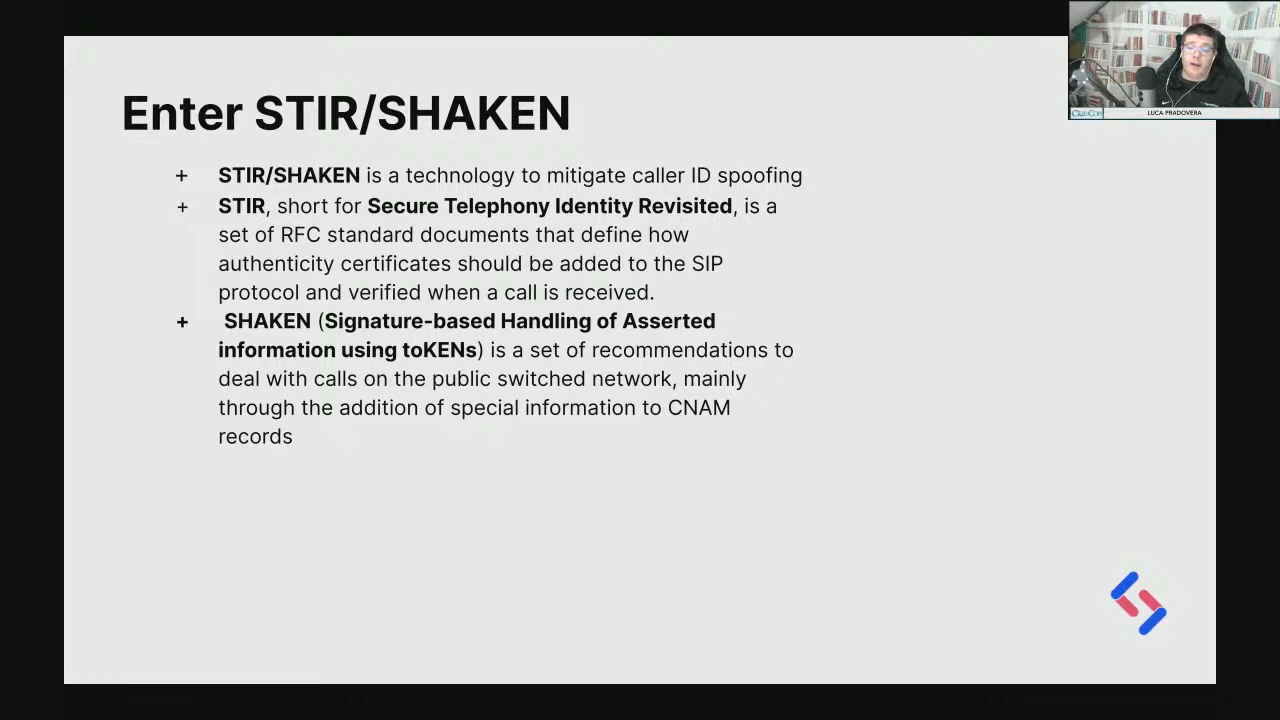 Enter STIR/SHAKEN
+ STIR/SHAKEN is a technology to mitigate caller ID spoofing
+ STIR, short for Secure Telephony Identity Revisited, is a
set of RFC standard documents that define how
authenticity certificates should be added to the SIP
protocol and verified when a call is received.
+ SHAKEN (Signature-based Handling of Asserted
information using toKENs) is a set of recommendations to
deal with calls on the public switched network, mainly
through the addition of special information to CNAM
records
ClueCon
LUCA PRADOVERA